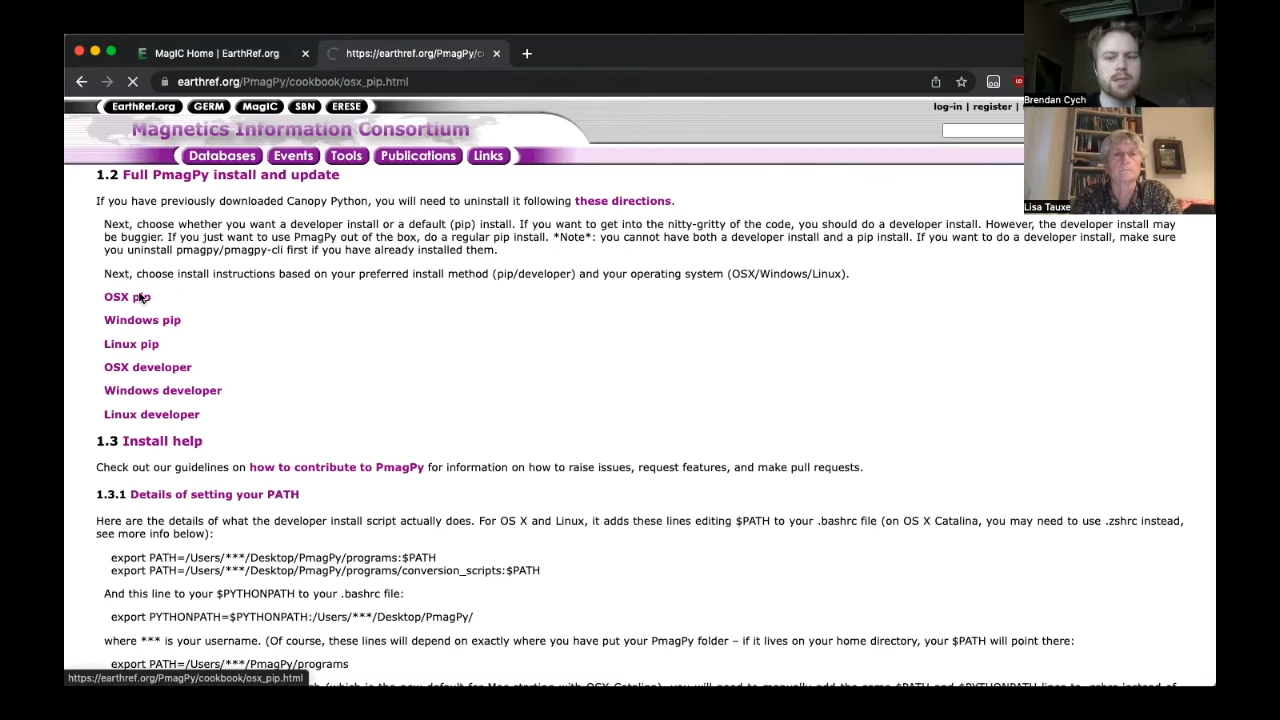 MagIC Home | EarthRef.org
https://earthref.org/PmagPy/c
earthref.org/PmagPy/cookbook/osx_pip.html
EarthRef.org GERM MagIC SBN ERESE
log-in | register |
Magnetics Information Consortium
Databases Events Tools Publications Links
Brendan Cych
Lisa Tauxe
1.2 Full PmagPy install and update
If you have previously downloaded Canopy Python, you will need to uninstall it following these directions.
Next, choose whether you want a developer install or a default (pip) install. If you want to get into the nitty-gritty of the code, you should do a developer install. However, the developer install may
be buggier. If you just want to use PmagPy out of the box, do a regular pip install. *Note*: you cannot have both a developer install and a pip install. If you want to do a developer install, make sure
you uninstall pmagpy/pmagpy-cli first if you have already installed them.
Next, choose install instructions based on your preferred install method (pip/developer) and your operating system (OSX/Windows/Linux).
OSX pip
Windows pip
Linux pip
OSX developer
Windows developer
Linux developer
1.3 Install help
Check out our guidelines on how to contribute to PmagPy for information on how to raise issues, request features, and make pull requests.
1.3.1 Details of setting your PATH
Here are the details of what the developer install script actually does. For OS X and Linux, it adds these lines editing $PATH to your .bashrc file (on OS X Catalina, you may need to use .zshrc instead,
see more info below):
export PATH=/Users/***/Desktop/PmagPy/programs:$PATH
export PATH=/Users/***/Desktop/PmagPy/programs/conversion_scripts:$PATH
And this line to your $PYTHONPATH to your .bashrc file:
export PYTHONPATH=$PYTHONPATH:/Users/***/Desktop/PmagPy/
where *** is your username. (Of course, these lines will depend on exactly where you have put your PmagPy folder – if it lives on your home directory, your $PATH will point there:
export PATH=/Users/***/PmagPy/programs
https://earthref.org/PmagPy/cookbook/osx_pip.html